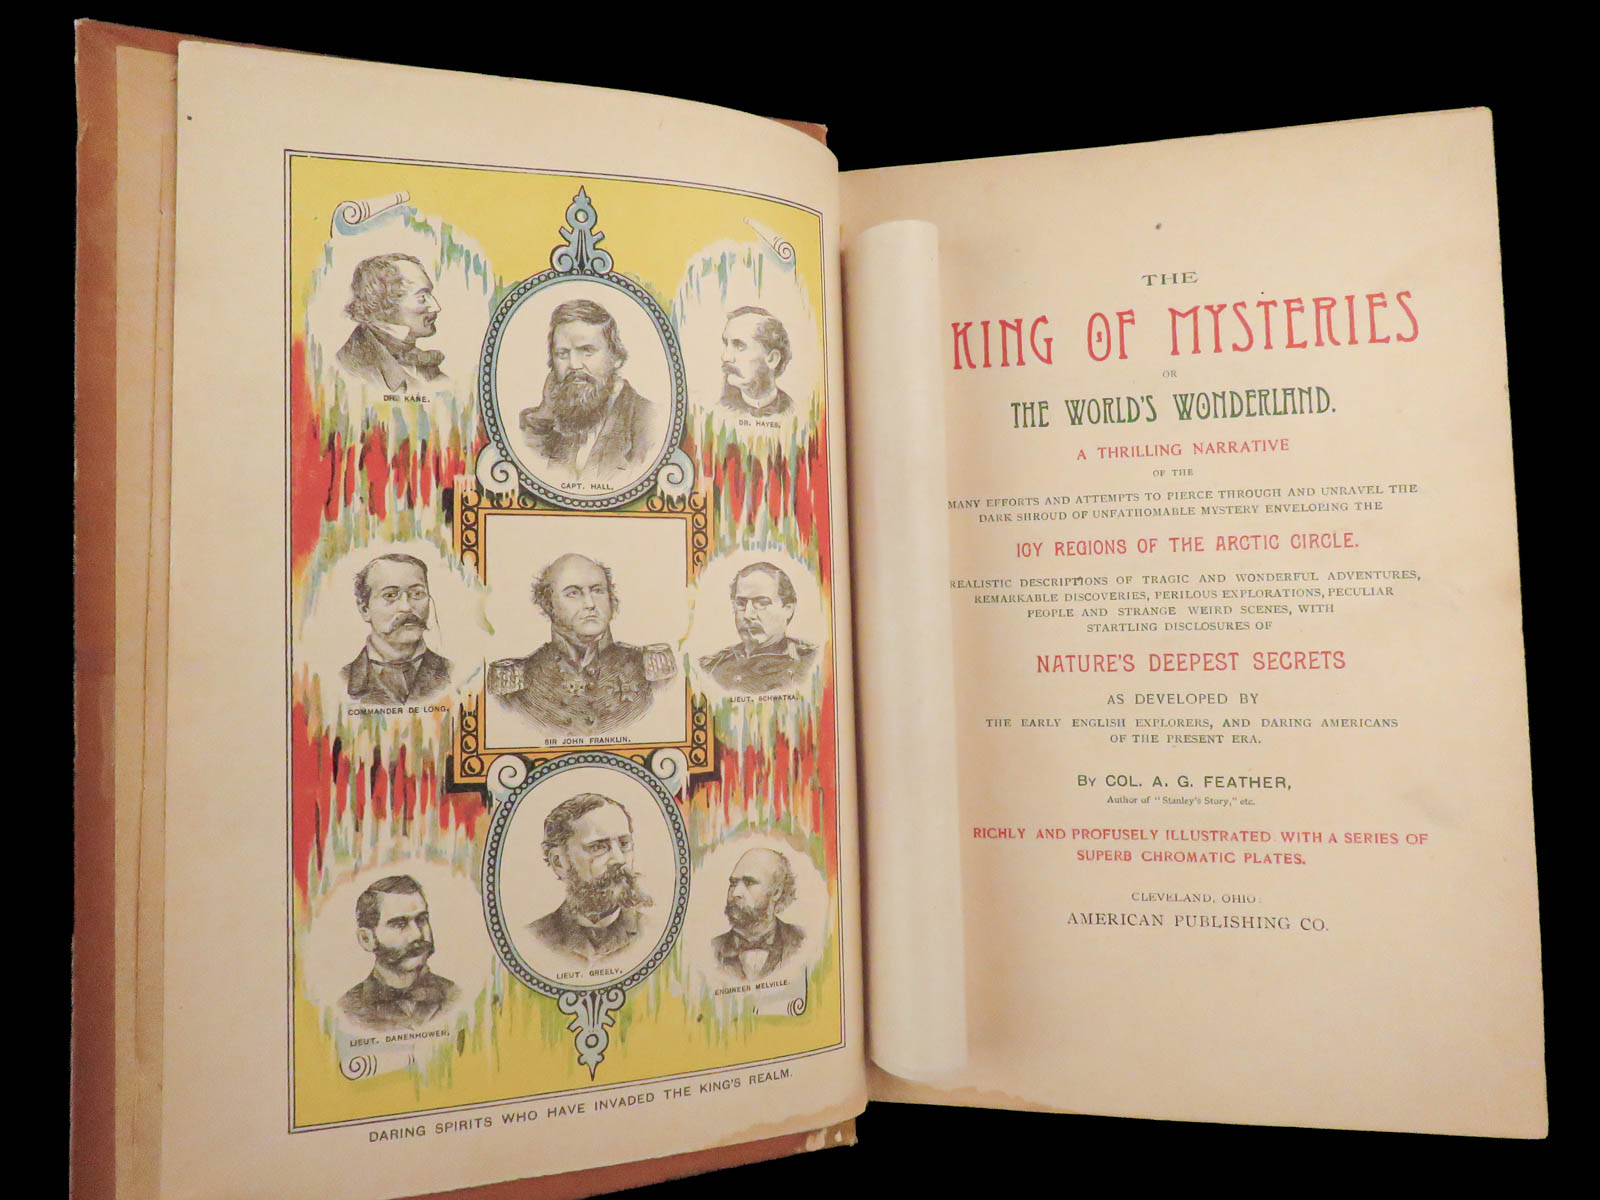 DR. KANE.
CAPT. HALL.
DR. HAYES.
COMMANDER DE LONG.
SIR JOHN FRANKLIN.
LIEUT. SCHWATKA.
LIEUT. DANENHOWER.
LIEUT. GREELY.
ENGINEER MELVILLE.
DARING SPIRITS WHO HAVE INVADED THE KING'S REALM.
THE
KING OF MYSTERIES
OR
THE WORLD'S WONDERLAND.
A THRILLING NARRATIVE
OF THE
MANY EFFORTS AND ATTEMPTS TO PIERCE THROUGH AND UNRAVEL THE
DARK SHROUD OF UNFATHOMABLE MYSTERY ENVELOPING THE
ICY REGIONS OF THE ARCTIC CIRCLE.
REALISTIC DESCRIPTIONS OF TRAGIC AND WONDERFUL ADVENTURES,
REMARKABLE DISCOVERIES, PERILOUS EXPLORATIONS, PECULIAR
PEOPLE AND STRANGE WEIRD SCENES, WITH
STARTLING DISCLOSURES OF
NATURE'S DEEPEST SECRETS
AS DEVELOPED BY
THE EARLY ENGLISH EXPLORERS, AND DARING AMERICANS
OF THE PRESENT ERA.
BY COL. A. G. FEATHER,
Author of "Stanley's Story," etc.
RICHLY AND PROFUSELY ILLUSTRATED WITH A SERIES OF
SUPERB CHROMATIC PLATES.
CLEVELAND, OHIO:
AMERICAN PUBLISHING CO.